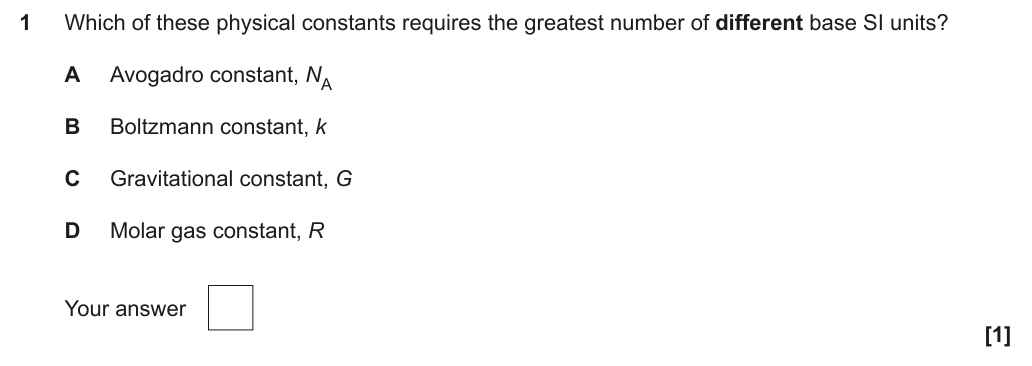 1 Which of these physical constants requires the greatest number of different base SI units?
A Avogadro constant, N_A
B Boltzmann constant, k
C Gravitational constant, G
D Molar gas constant, R
Your answer
[1]